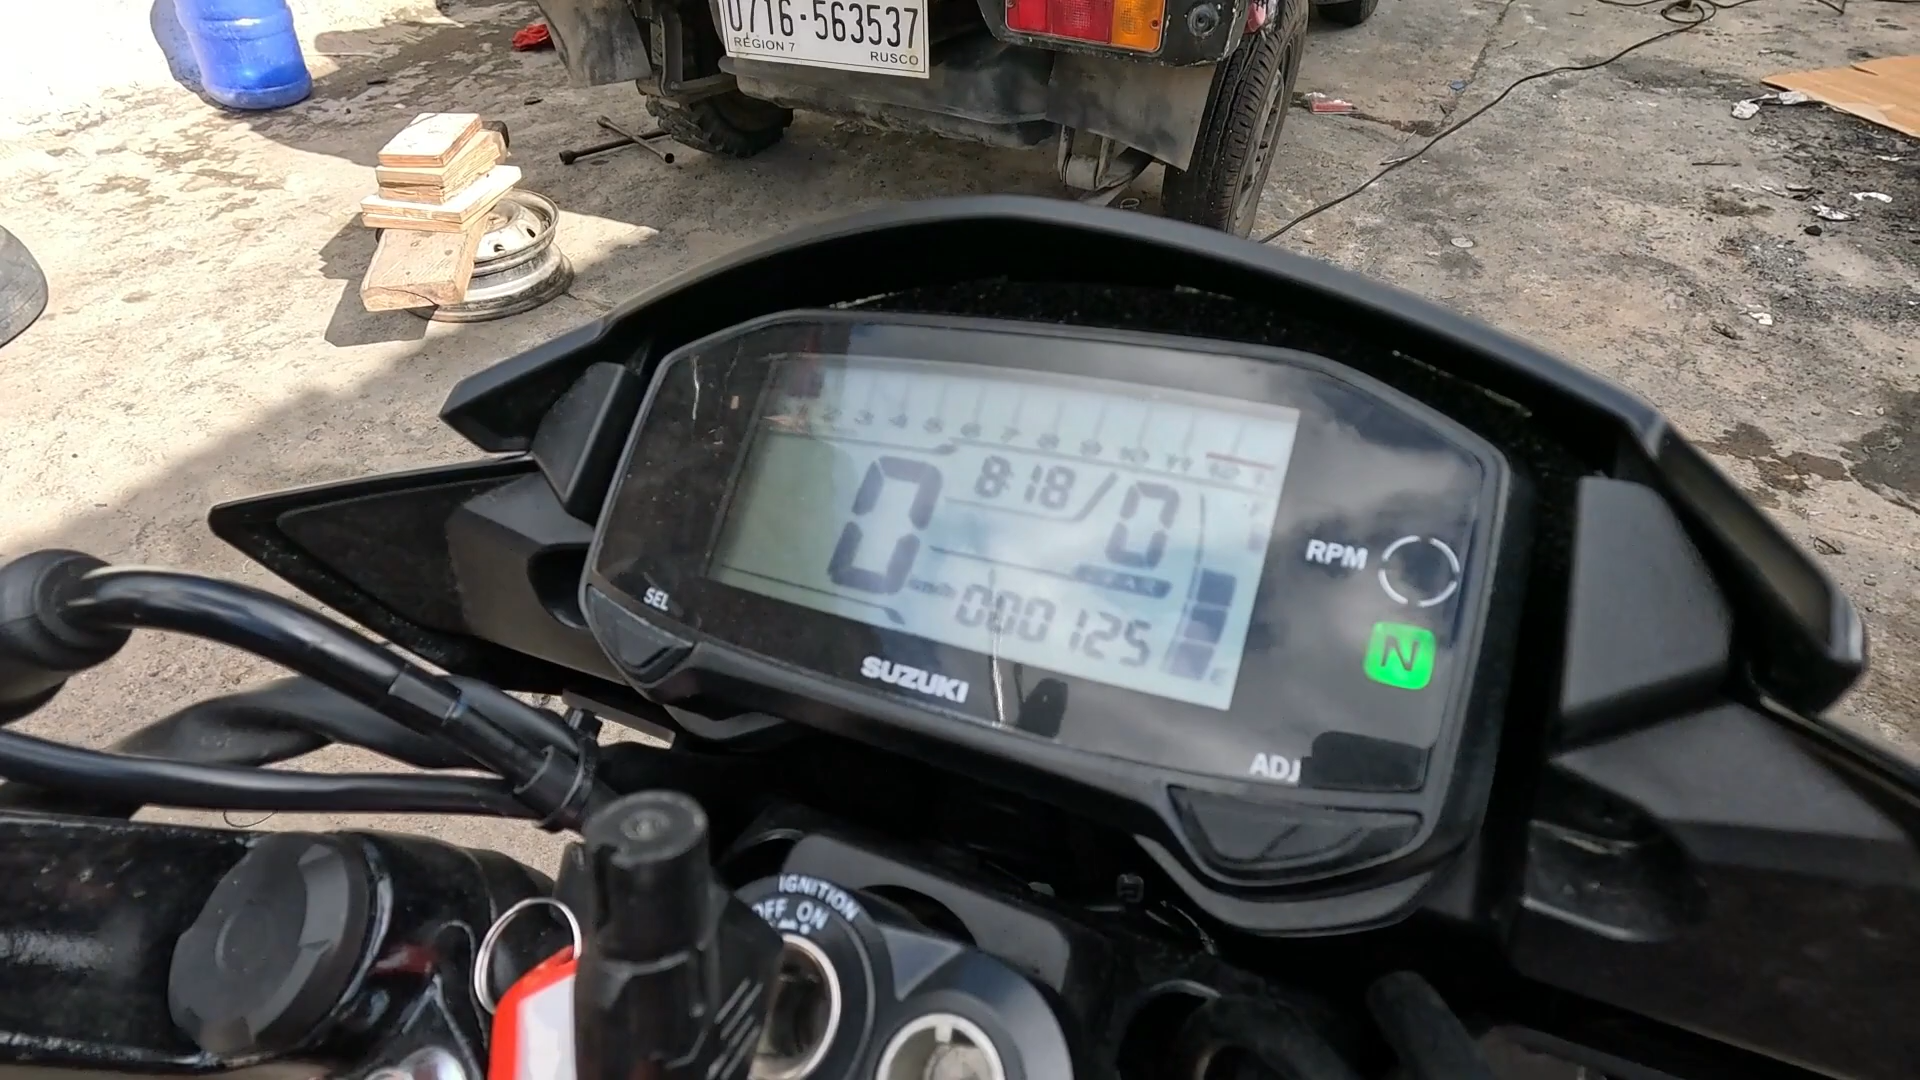 0716-563537
REGION 7 RUSCO
1 2 3 4 5 6 7 8 9 10 11 12
8:18
0
0
km/h
000125
SEL
SUZUKI
RPM
N
ADJ
E
IGNITION
OFF ON